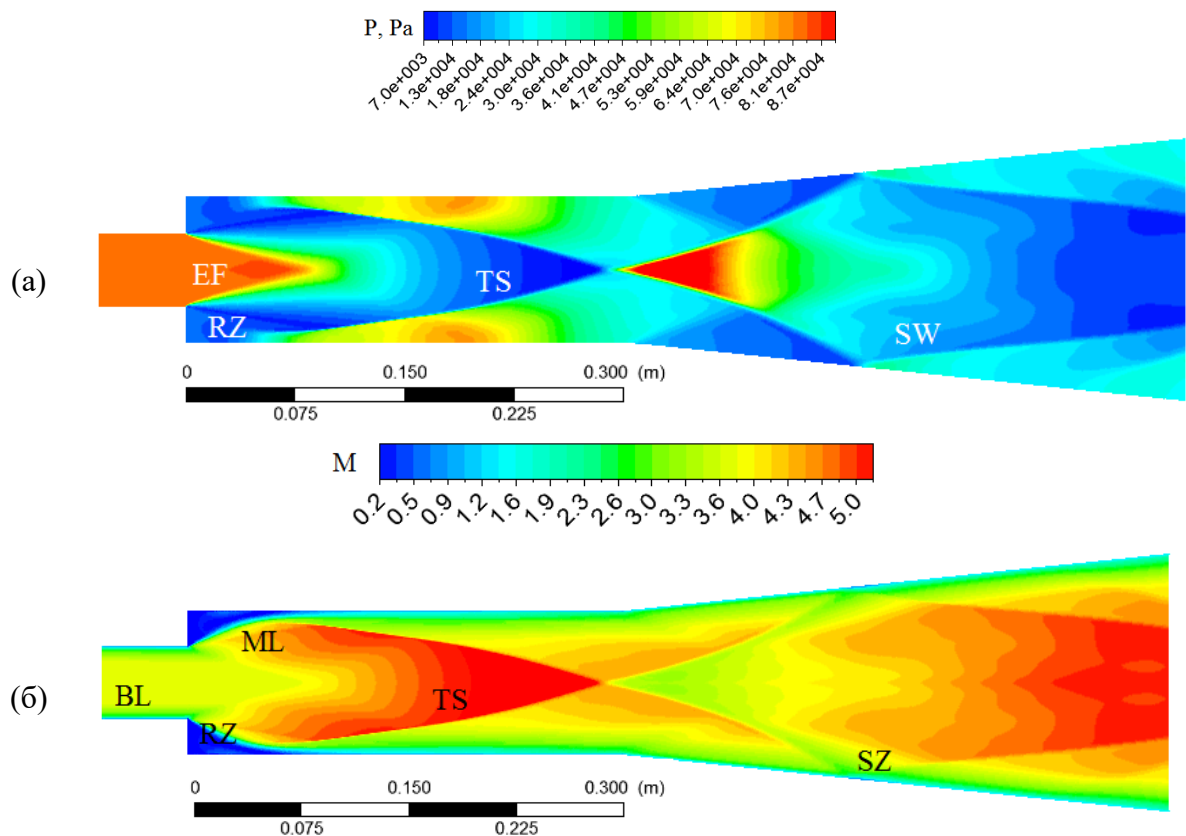 P, Pa
7.0e+003 1.3e+004 1.8e+004 2.4e+004 3.0e+004 3.6e+004 4.1e+004 4.7e+004 5.3e+004 5.9e+004 6.4e+004 7.0e+004 7.6e+004 8.1e+004 8.7e+004
(а)
EF
TS
RZ
SW
0 0.150 0.300 (m)
0.075 0.225
M
0.2 0.5 0.9 1.2 1.6 1.9 2.3 2.6 3.0 3.3 3.6 4.0 4.3 4.7 5.0
(б)
ML
BL
TS
RZ
SZ
0 0.150 0.300 (m)
0.075 0.225